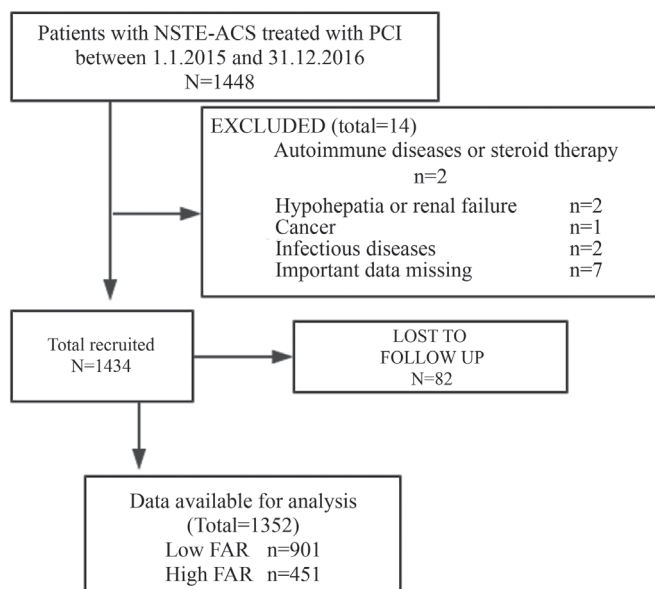 Patients with NSTE-ACS treated with PCI
between 1.1.2015 and 31.12.2016
N=1448
EXCLUDED (total=14)
Autoimmune diseases or steroid therapy
n=2
Hypohepatia or renal failure n=2
Cancer n=1
Infectious diseases n=2
Important data missing n=7
Total recruited
N=1434
LOST TO
FOLLOW UP
N=82
Data available for analysis
(Total=1352)
Low FAR n=901
High FAR n=451